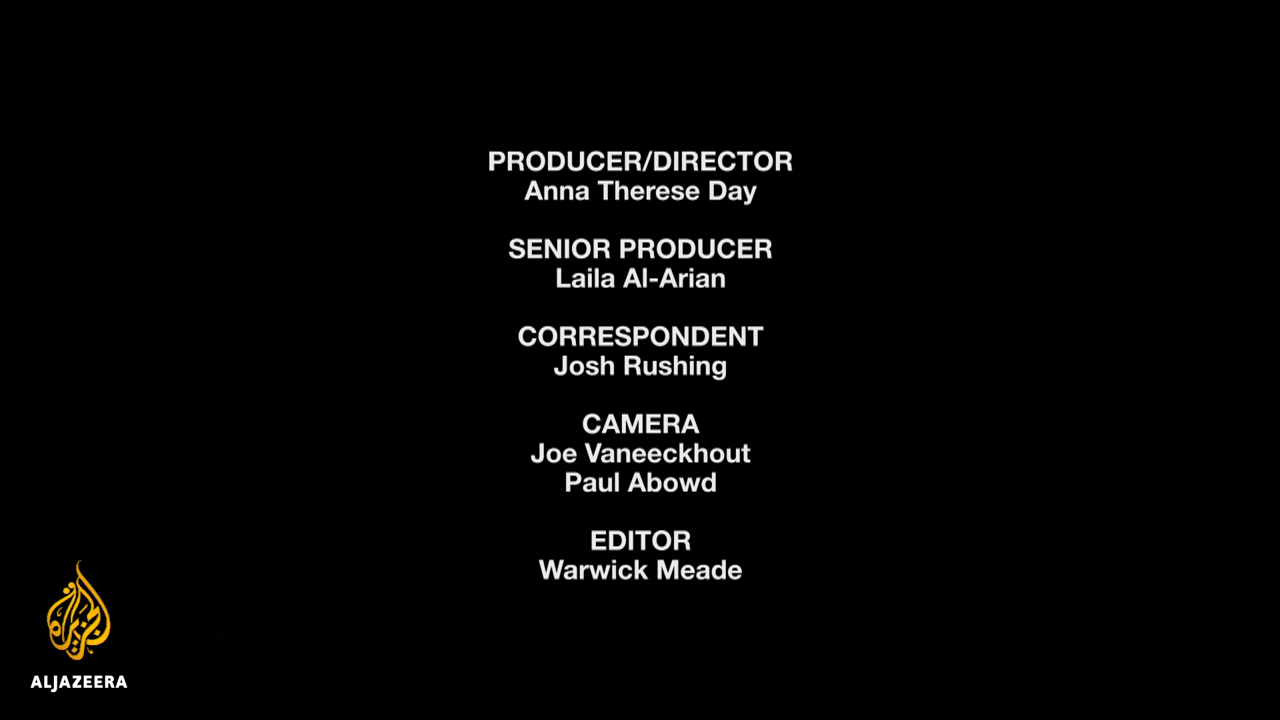 PRODUCER/DIRECTOR
Anna Therese Day
SENIOR PRODUCER
Laila Al-Arian
CORRESPONDENT
Josh Rushing
CAMERA
Joe Vaneeckhout
Paul Abowd
EDITOR
Warwick Meade
الجزيرة
ALJAZEERA